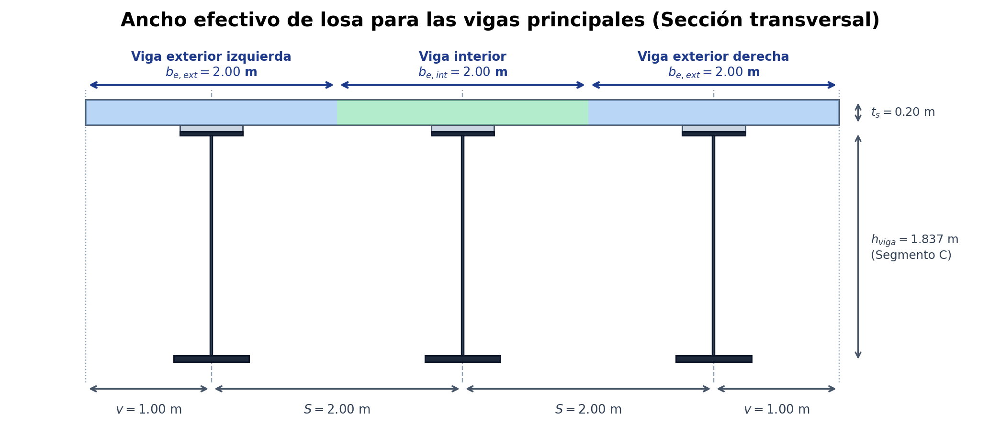 Ancho efectivo de losa para las vigas principales (Sección transversal)
Viga exterior izquierda
b_{e, ext} = 2.00 m
Viga interior
b_{e, int} = 2.00 m
Viga exterior derecha
b_{e, ext} = 2.00 m
t_s = 0.20 m
h_{viga} = 1.837 m
(Segmento C)
v = 1.00 m
S = 2.00 m
S = 2.00 m
v = 1.00 m